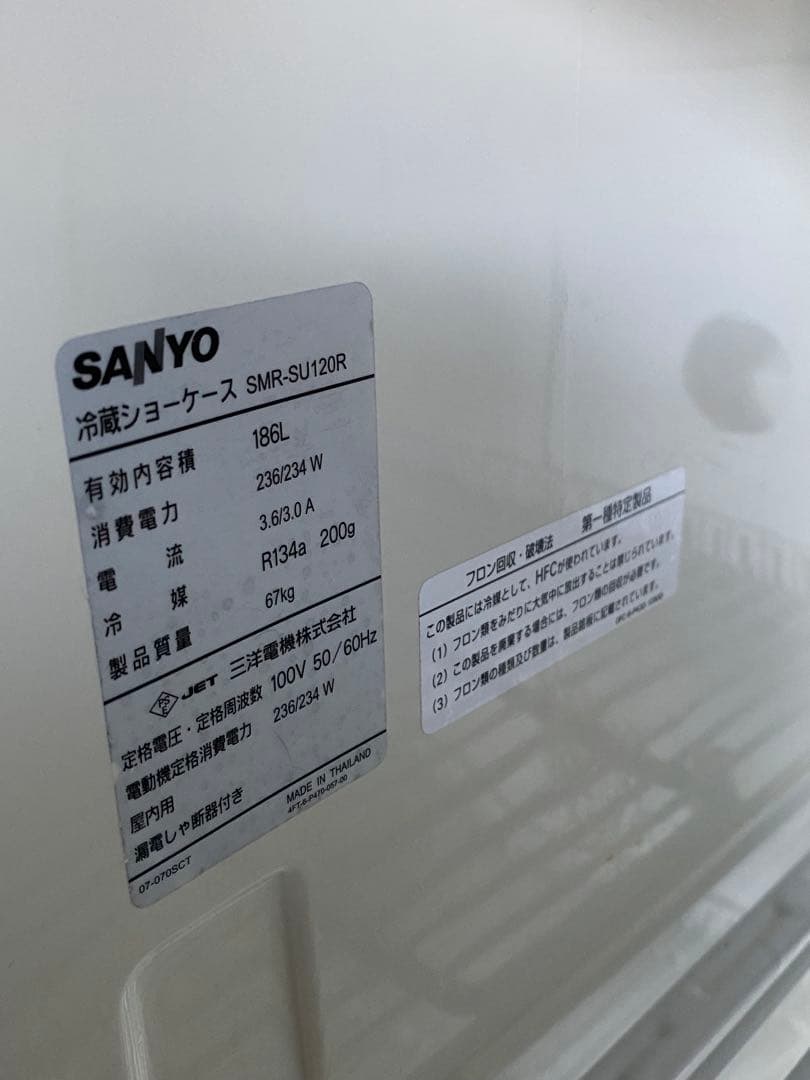 SANYO
冷蔵ショーケース SMR-SU120R
有効内容積 186L
消費電力 236/234 W
電流 3.6/3.0 A
冷媒 R134a 200g
製品質量 67kg
PS E JET 三洋電機株式会社
定格電圧・定格周波数 100V 50/60Hz
電動機定格消費電力 236/234 W
屋内用
漏電しや断器付き
MADE IN THAILAND
4FT-6-P470-057-00
07-070SCT
フロン回収・破壊法 第一種特定製品
この製品には冷媒として、HFCが使われています。
(1) フロン類をみだりに大気中に放出することは禁じられています。
(2) この製品を廃棄する場合には、フロン類の回収が必要です。
(3) フロン類の種類及び数量は、製品銘板に記載されています。